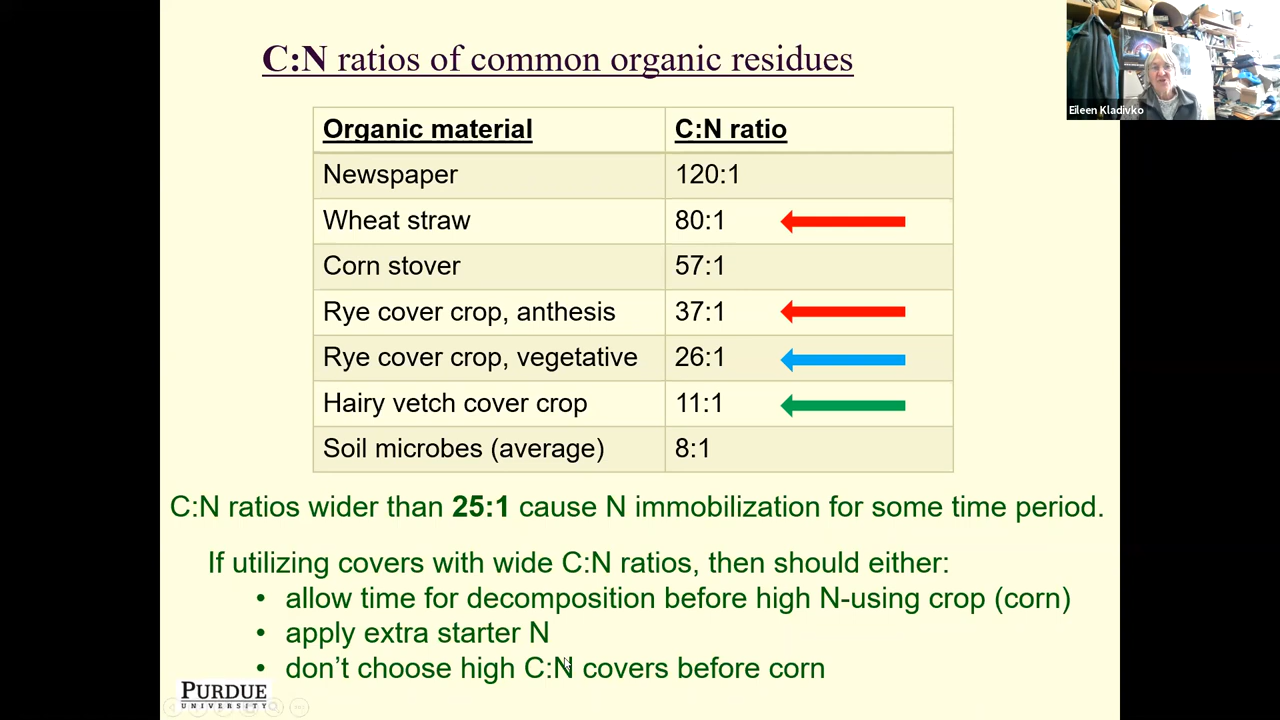 C:N ratios of common organic residues
Eileen Kladivko
Organic material C:N ratio
Newspaper 120:1
Wheat straw 80:1
Corn stover 57:1
Rye cover crop, anthesis 37:1
Rye cover crop, vegetative 26:1
Hairy vetch cover crop 11:1
Soil microbes (average) 8:1
C:N ratios wider than 25:1 cause N immobilization for some time period.
If utilizing covers with wide C:N ratios, then should either:
• allow time for decomposition before high N-using crop (corn)
• apply extra starter N
• don’t choose high C:N covers before corn
PURDUE
UNIVERSITY